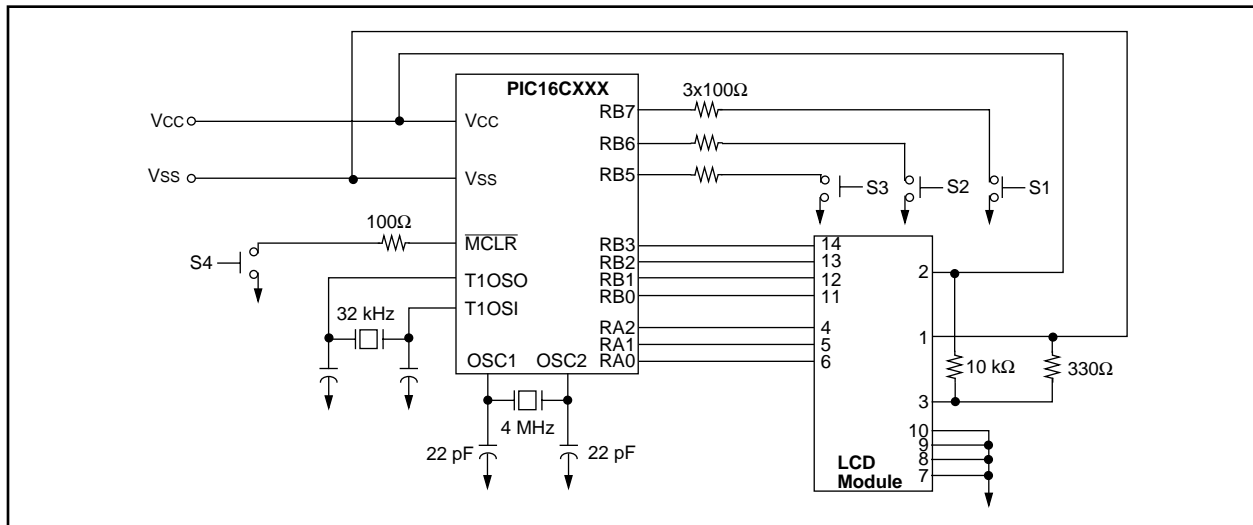 PIC16CXXX
VCC
VSS
VCC
VSS
MCLR
T1OSO
T1OSI
OSC1
OSC2
RB7
RB6
RB5
RB3
RB2
RB1
RB0
RA2
RA1
RA0
3x100Ω
S3
S2
S1
100Ω
S4
32 kHz
4 MHz
22 pF
22 pF
14
13
12
11
4
5
6
2
1
3
10
9
8
7
LCD
Module
10 kΩ
330Ω